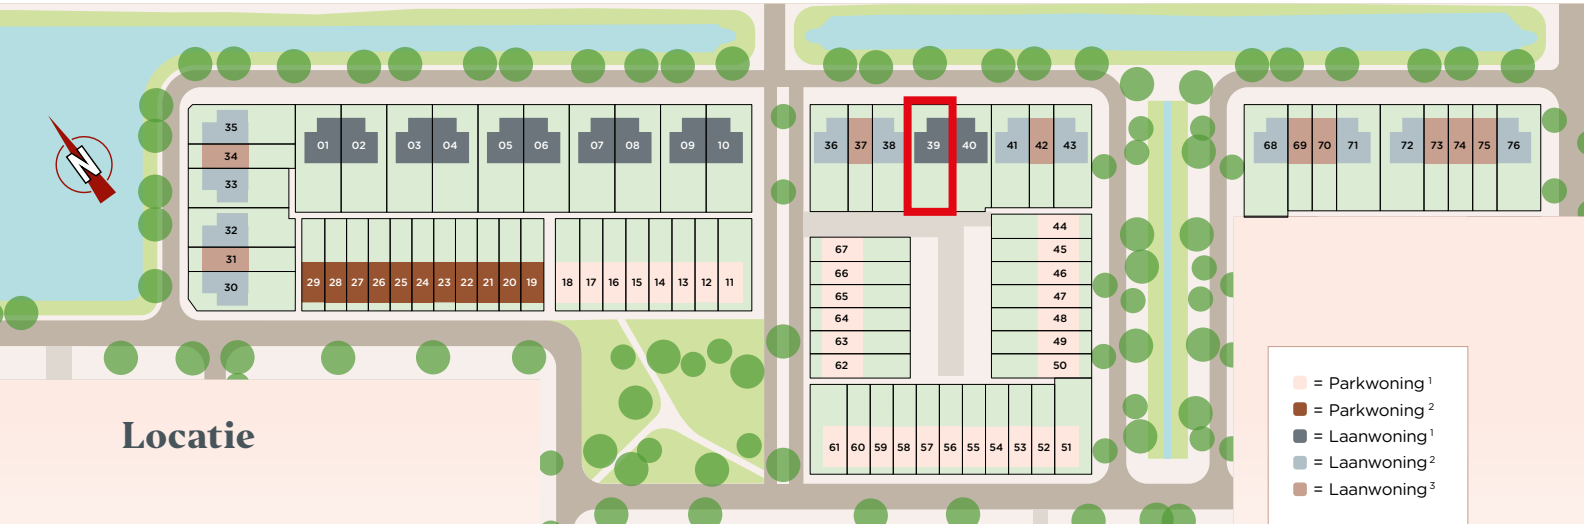 35
34
33
32
31
30
01 02 03 04 05 06 07 08 09 10
29 28 27 26 25 24 23 22 21 20 19 18 17 16 15 14 13 12 11
36 37 38 39 40 41 42 43
44
45
46
47
48
49
50
67
66
65
64
63
62
61 60 59 58 57 56 55 54 53 52 51
68 69 70 71 72 73 74 75 76
N
Locatie
= Parkwoning ¹
= Parkwoning ²
= Laanwoning ¹
= Laanwoning ²
= Laanwoning ³